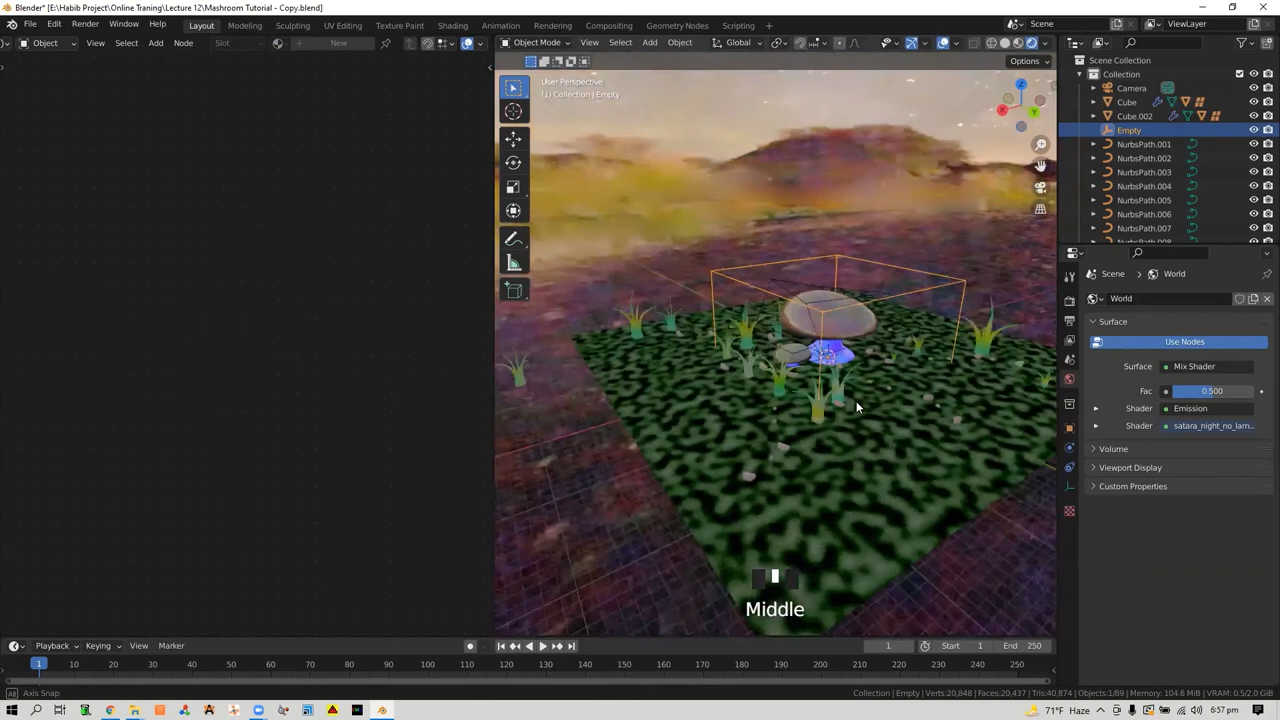 Blender* [E:\Habib Project\Online Traning\Lecture 12\Mashroom Tutorial - Copy.blend]
File Edit Render Window Help Layout Modeling Sculpting UV Editing Texture Paint Shading Animation Rendering Compositing Geometry Nodes Scripting Scene ViewLayer
Object View Select Add Node Slot New Object Mode View Select Add Object Global
Options
User Perspective
(1) Collection | Empty
Scene Collection
Collection
Camera
Cube
Cube.002
Empty
NurbsPath.001
NurbsPath.002
NurbsPath.003
NurbsPath.004
NurbsPath.005
NurbsPath.006
NurbsPath.007
NurbsPath.008
X Y Z
Scene World
World
Surface
Use Nodes
Surface Mix Shader
Fac 0.500
Shader Emission
Shader satara_night_no_lam...
Volume
Viewport Display
Custom Properties
Middle
Playback Keying View Marker 1 Start 1 End 250
1 10 20 30 40 50 60 70 80 90 100 110 120 130 140 150 160 170 180 190 200 210 220 230 240 250
Axis Snap Collection | Empty | Verts:20,848 | Faces:20,437 | Tris:40,874 | Objects:1/89 | Memory: 104.6 MiB | VRAM: 0.5/2.0 GiB
71°F Haze 6:57 pm